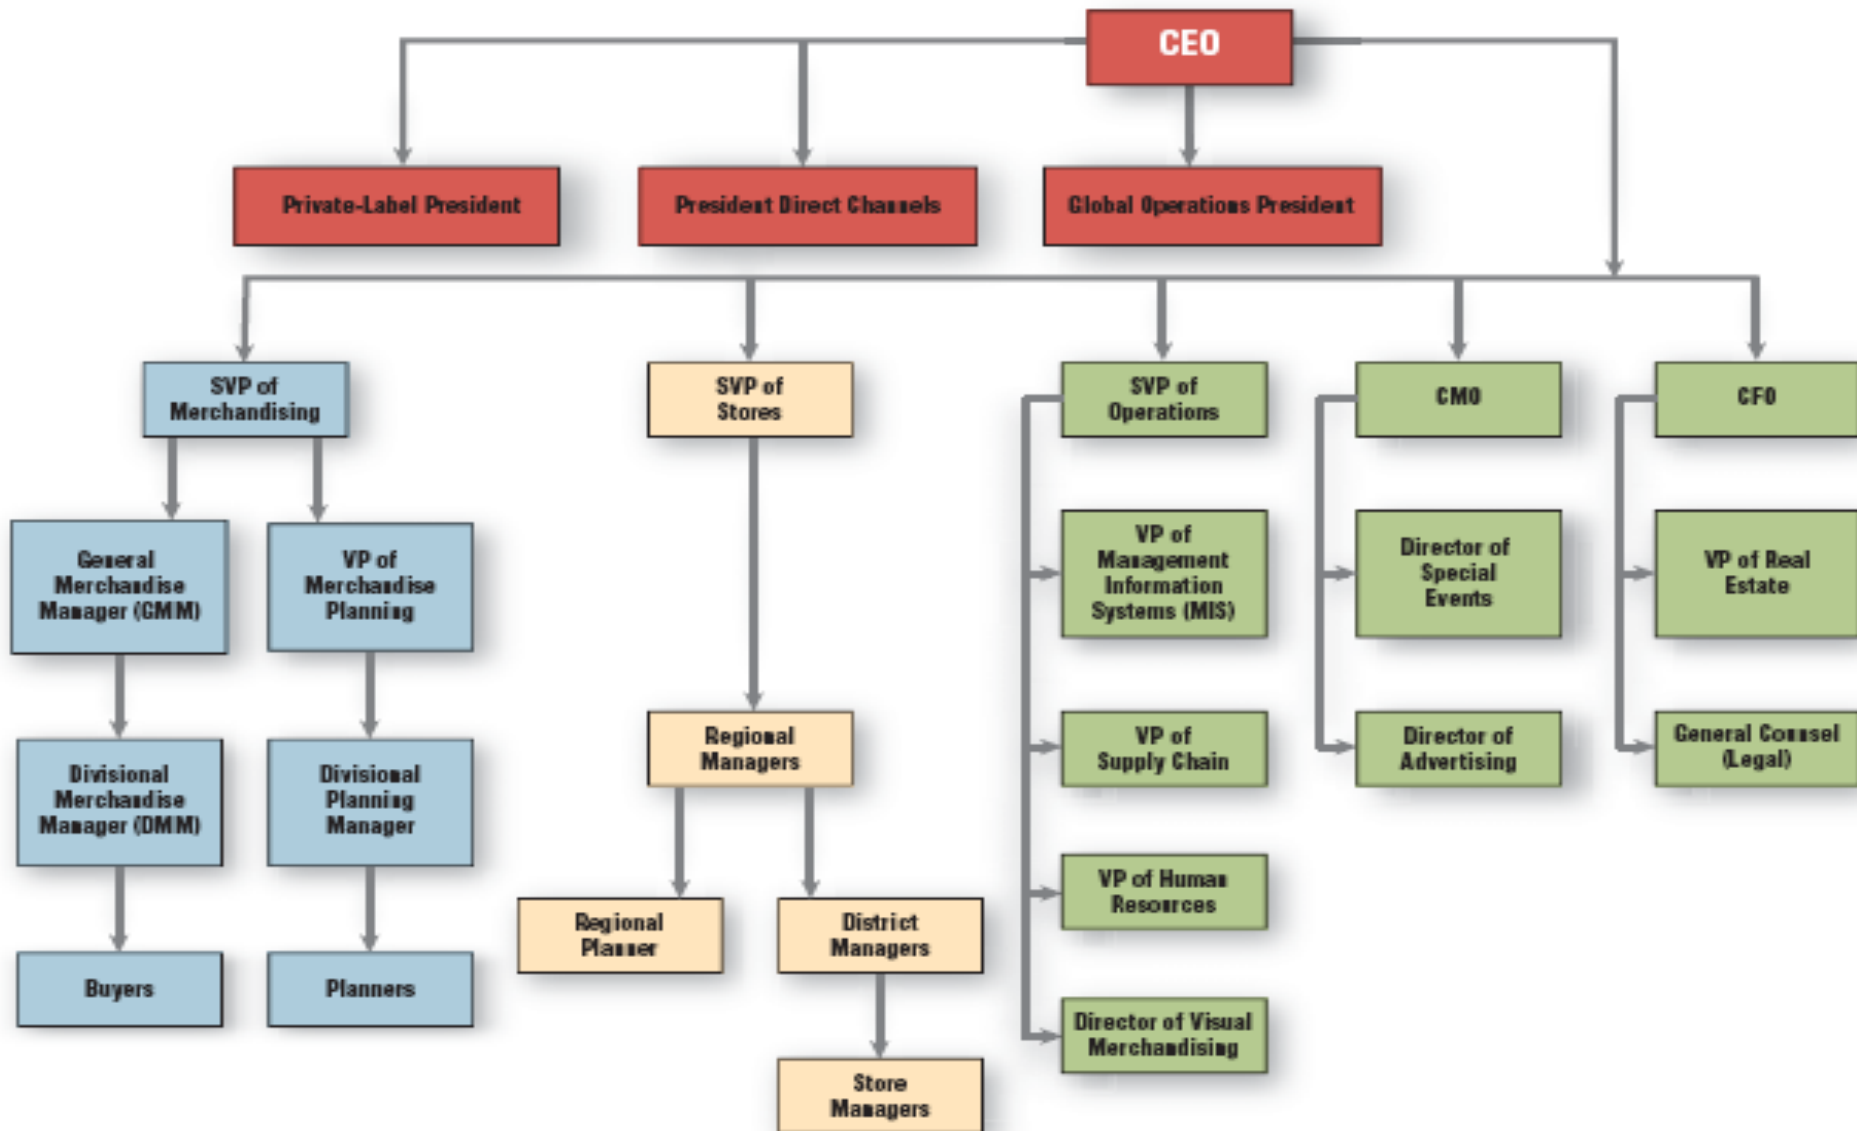 CEO
Private-Label President
President Direct Channels
Global Operations President
SVP of
Merchandising
SVP of
Stores
SVP of
Operations
CMO
CFO
General
Merchandise
Manager (GMM)
VP of
Merchandise
Planning
VP of
Management
Information
Systems (MIS)
Director of
Special
Events
VP of Real
Estate
Regional
Managers
VP of
Supply Chain
Director of
Advertising
General Counsel
(Legal)
Divisional
Merchandise
Manager (DMM)
Divisional
Planning
Manager
VP of Human
Resources
Regional
Planner
District
Managers
Buyers
Planners
Director of Visual
Merchandising
Store
Managers